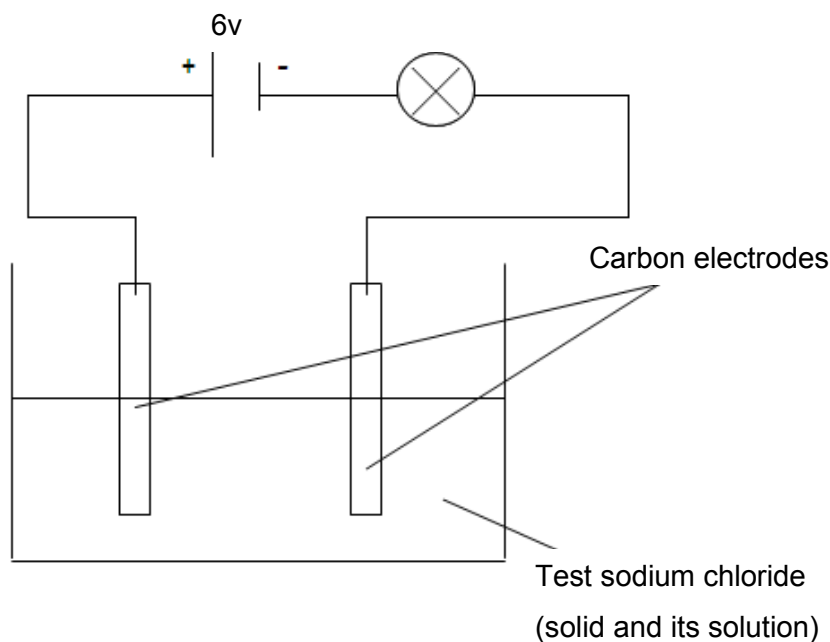 6v
+ -
Carbon electrodes
Test sodium chloride
(solid and its solution)